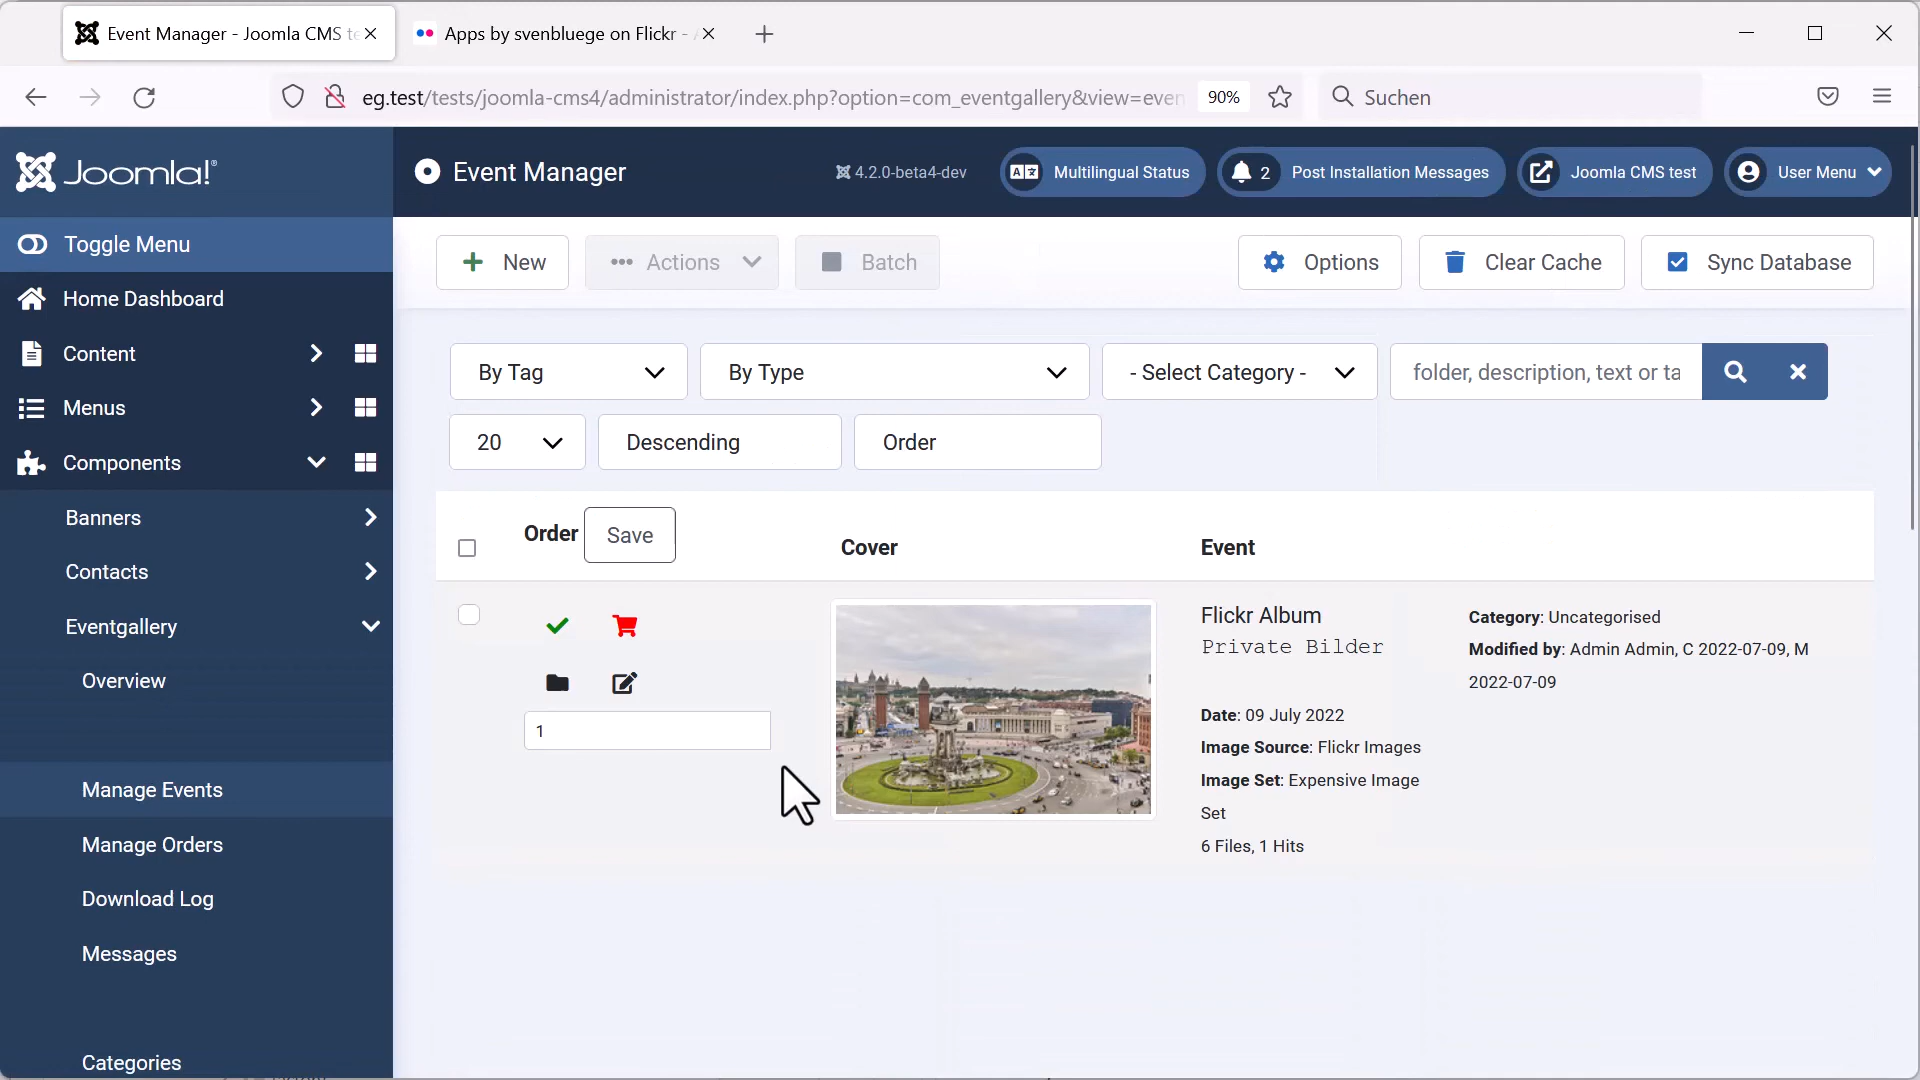 Event Manager - Joomla CMS te
Apps by svenbluege on Flickr -
eg.test/tests/joomla-cms4/administrator/index.php?option=com_eventgallery&view=even
90%
Suchen
Joomla!®
Event Manager
4.2.0-beta4-dev
Multilingual Status
2
Post Installation Messages
Joomla CMS test
User Menu
Toggle Menu
New
Actions
Batch
Options
Clear Cache
Sync Database
Home Dashboard
Content
Menus
Components
Banners
Contacts
Eventgallery
Overview
Manage Events
Manage Orders
Download Log
Messages
Categories
By Tag
By Type
- Select Category -
folder, description, text or ta
20
Descending
Order
Order
Save
Cover
Event
1
Flickr Album
Private Bilder
Date: 09 July 2022
Image Source: Flickr Images
Image Set: Expensive Image
Set
6 Files, 1 Hits
Category: Uncategorised
Modified by: Admin Admin, C 2022-07-09, M
2022-07-09